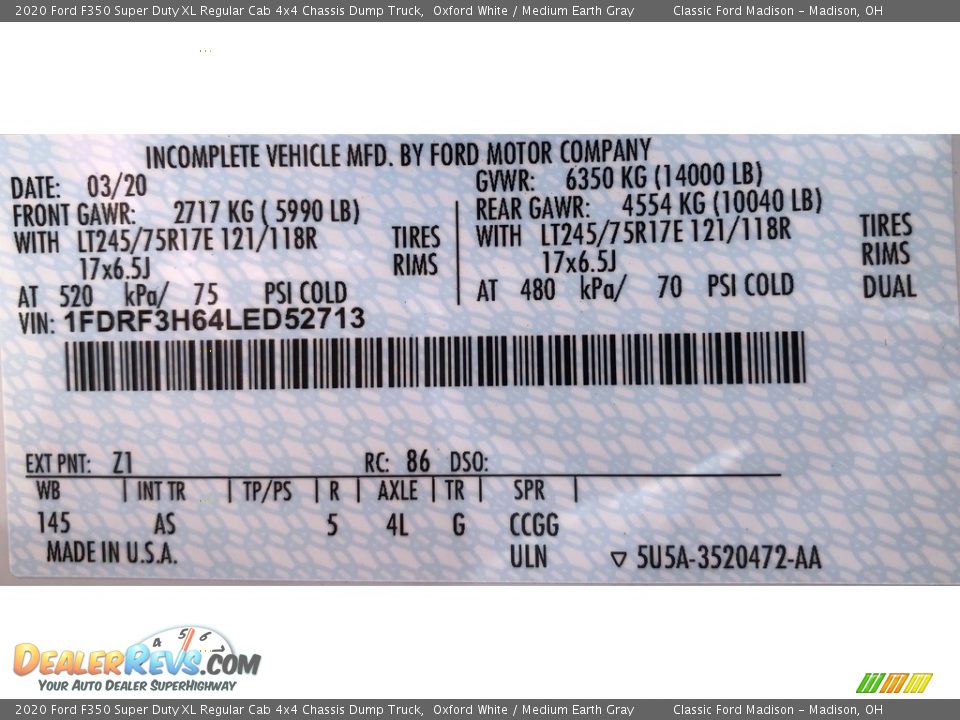 2020 Ford F350 Super Duty XL Regular Cab 4x4 Chassis Dump Truck, Oxford White / Medium Earth Gray Classic Ford Madison - Madison, OH
INCOMPLETE VEHICLE MFD. BY FORD MOTOR COMPANY
DATE: 03/20 GVWR: 6350 KG (14000 LB)
FRONT GAWR: 2717 KG ( 5990 LB) REAR GAWR: 4554 KG (10040 LB)
WITH LT245/75R17E 121/118R TIRES WITH LT245/75R17E 121/118R TIRES
17x6.5J RIMS 17x6.5J RIMS
AT 520 kPa/ 75 PSI COLD AT 480 kPa/ 70 PSI COLD DUAL
VIN: 1FDRF3H64LED52713
EXT PNT: Z1 RC: 86 DSO:
WB INT TR TP/PS R AXLE TR SPR
145 AS 5 4L G CCGG
MADE IN U.S.A. ULN ▽ 5U5A-3520472-AA
4 5 6
DEALERREVS.COM
YOUR AUTO DEALER SUPERHIGHWAY
2020 Ford F350 Super Duty XL Regular Cab 4x4 Chassis Dump Truck, Oxford White / Medium Earth Gray Classic Ford Madison - Madison, OH